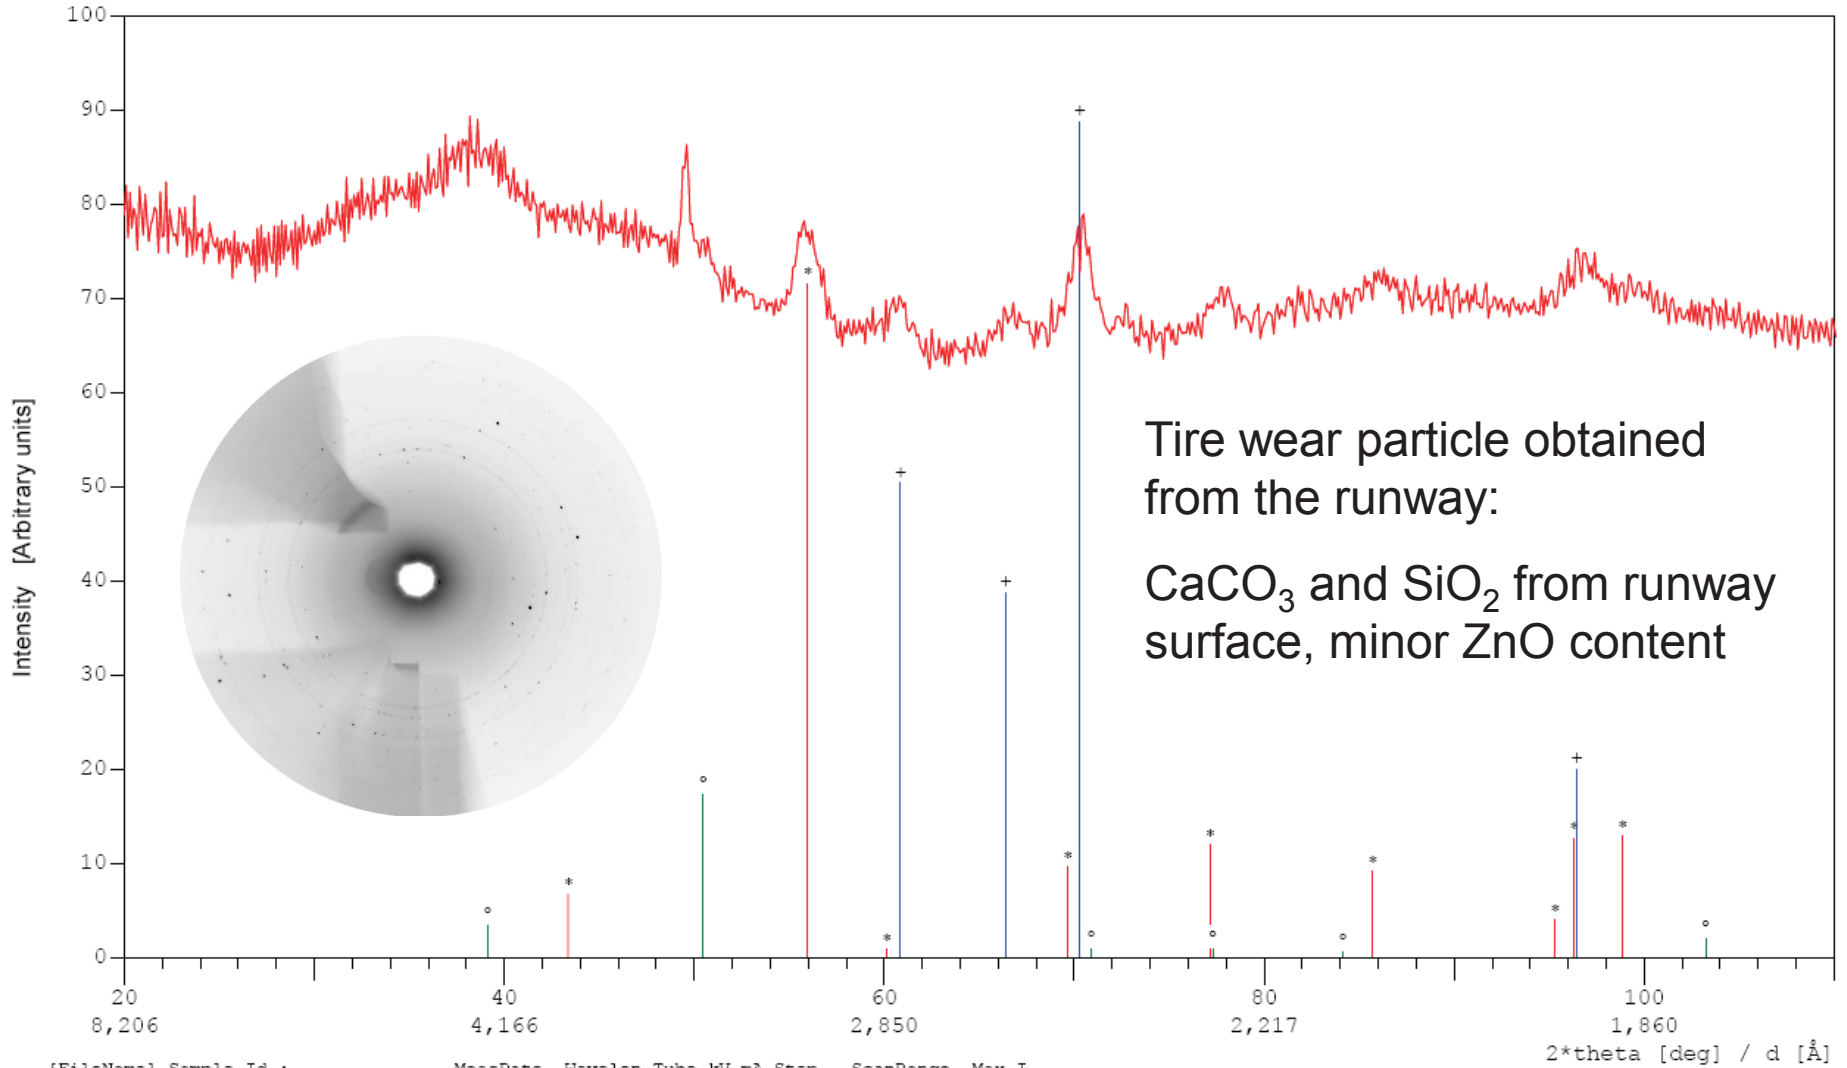 100
90
80
70
60
50
40
30
20
10
0
Intensity [Arbitrary units]
Tire wear particle obtained
from the runway:
CaCO₃ and SiO₂ from runway
surface, minor ZnO content
20 40 60 80 100
8,206 4,166 2,850 2,217 1,860
2*theta [deg] / d [Å]